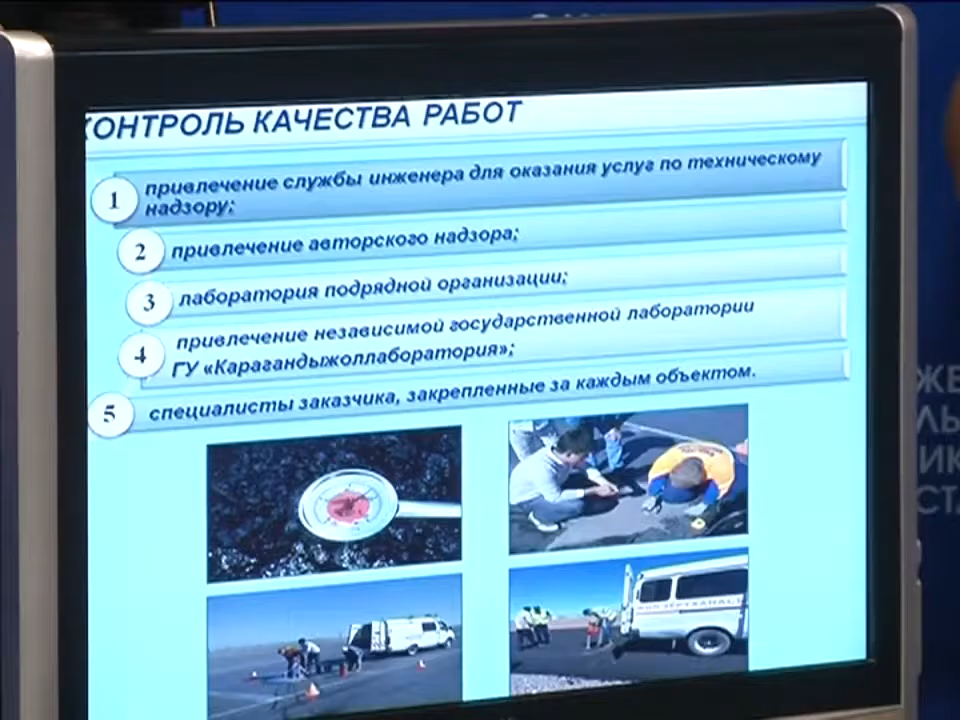 КОНТРОЛЬ КАЧЕСТВА РАБОТ
1 привлечение службы инженера для оказания услуг по техническому
надзору;
2 привлечение авторского надзора;
3 лаборатория подрядной организации;
4 привлечение независимой государственной лаборатории
ГУ «Карагандыжоллаборатория»;
5 специалисты заказчика, закрепленные за каждым объектом.